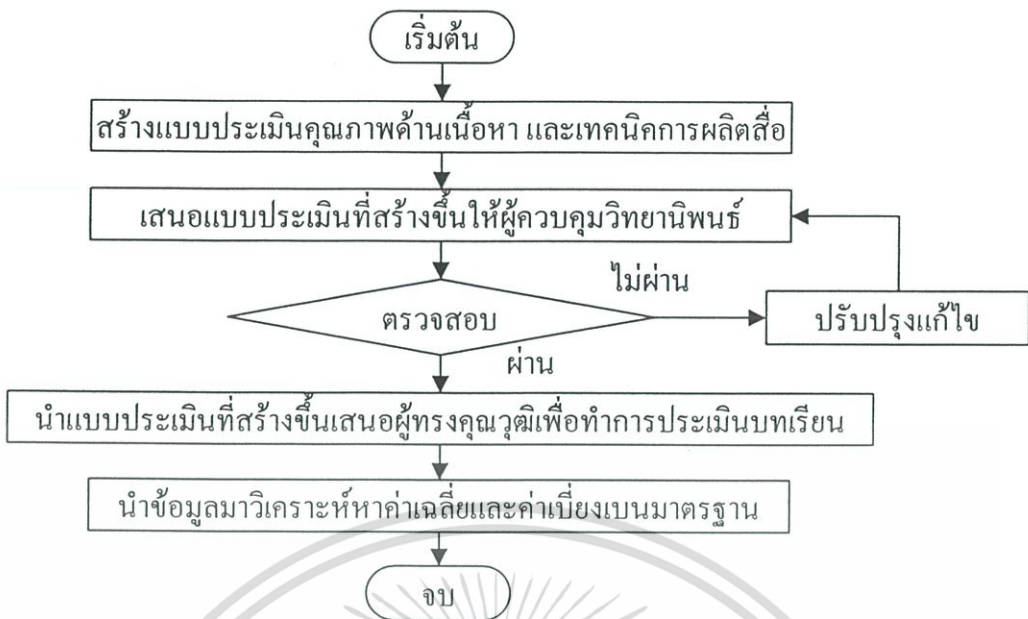 เริ่มต้น
สร้างแบบประเมินคุณภาพด้านเนื้อหา และเทคนิคการผลิตสื่อ
เสนอแบบประเมินที่สร้างขึ้นให้ผู้ควบคุมวิทยานิพนธ์
ตรวจสอบ
ไม่ผ่าน
ปรับปรุงแก้ไข
ผ่าน
นำแบบประเมินที่สร้างขึ้นเสนอผู้ทรงคุณวุฒิเพื่อทำการประเมินบทเรียน
นำข้อมูลมาวิเคราะห์หาค่าเฉลี่ยและค่าเบี่ยงเบนมาตรฐาน
จบ